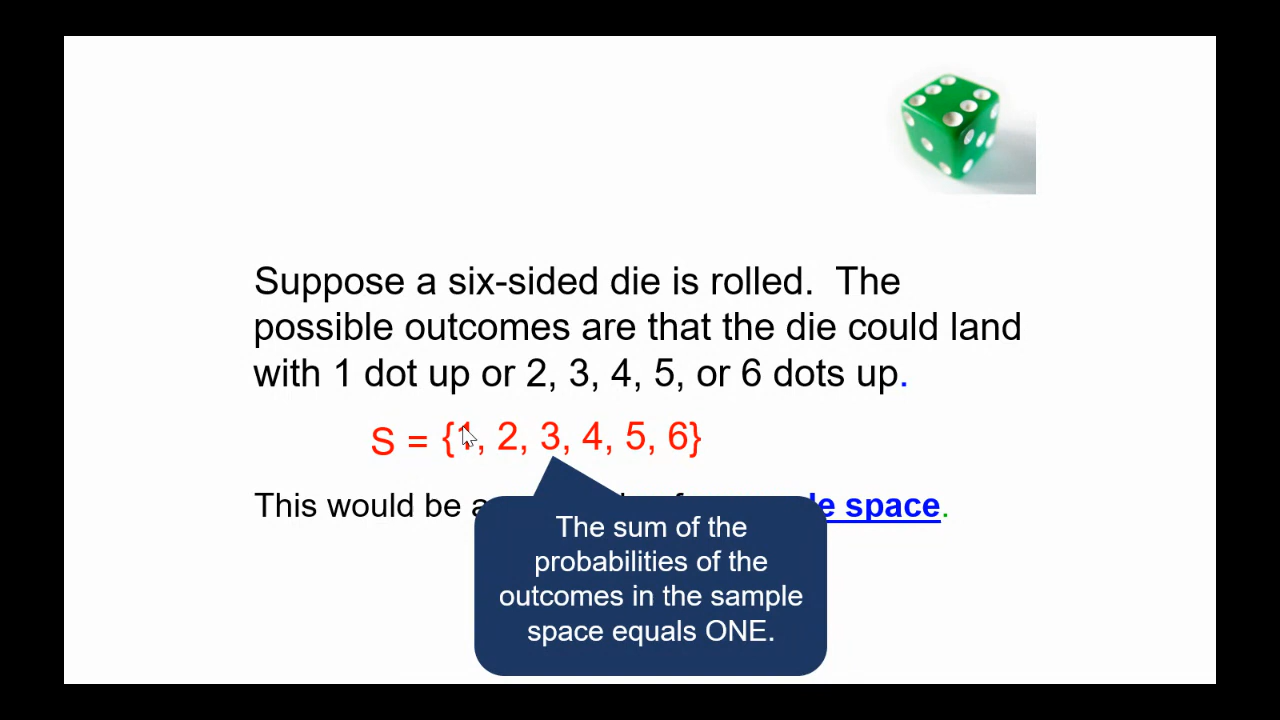 Suppose a six-sided die is rolled. The
possible outcomes are that the die could land
with 1 dot up or 2, 3, 4, 5, or 6 dots up.
S = {1, 2, 3, 4, 5, 6}
This would be a space.
The sum of the
probabilities of the
outcomes in the sample
space equals ONE.